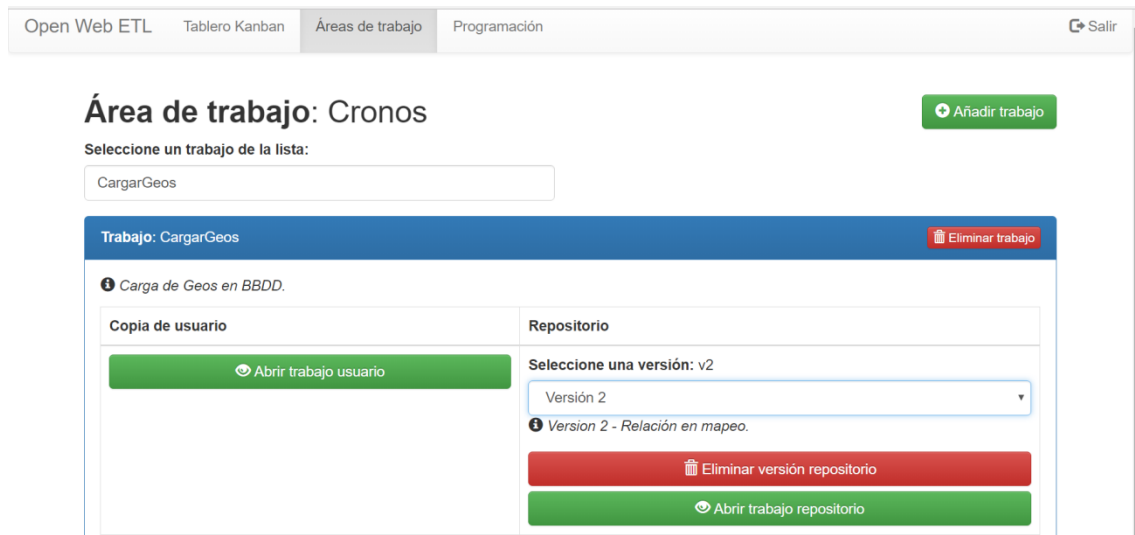 Open Web ETL Tablero Kanban Áreas de trabajo Programación Salir
Área de trabajo: Cronos
Añadir trabajo
Seleccione un trabajo de la lista:
CargarGeos
Trabajo: CargarGeos
Eliminar trabajo
Carga de Geos en BBDD.
Copia de usuario Repositorio
Abrir trabajo usuario
Seleccione una versión: v2
Versión 2
Version 2 - Relación en mapeo.
Eliminar versión repositorio
Abrir trabajo repositorio